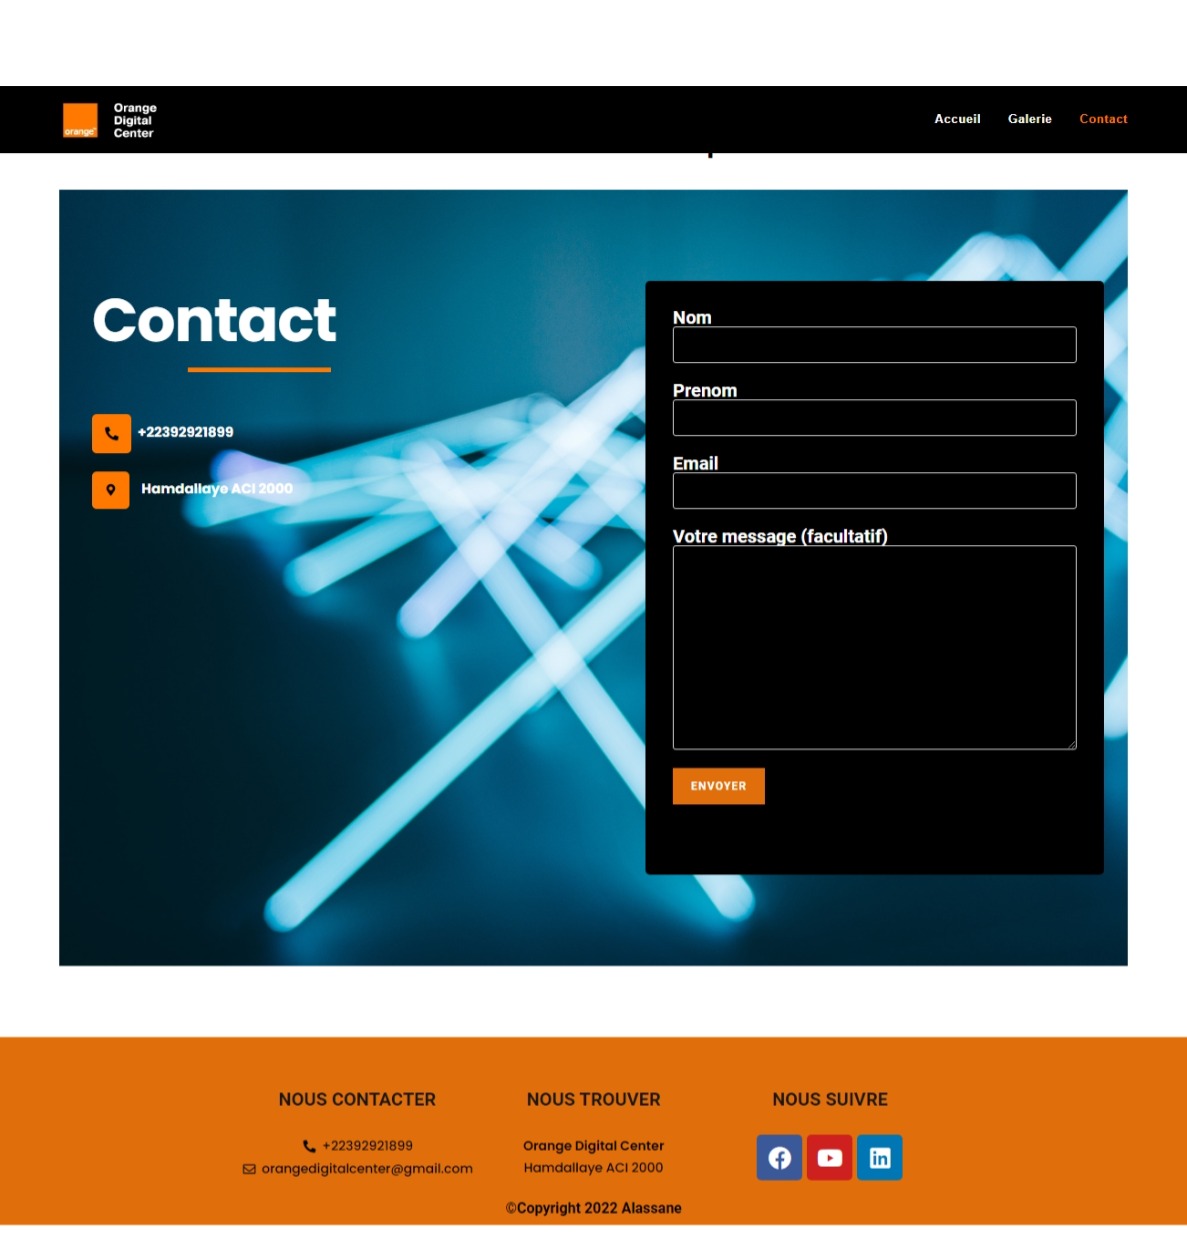 orange
Orange
Digital
Center
Accueil Galerie Contact
Contact
+22392921899
Hamdallaye ACI 2000
Nom
Prenom
Email
Votre message (facultatif)
ENVOYER
NOUS CONTACTER
+22392921899
orangedigitalcenter@gmail.com
NOUS TROUVER
Orange Digital Center
Hamdallaye ACI 2000
NOUS SUIVRE
in
©Copyright 2022 Alassane